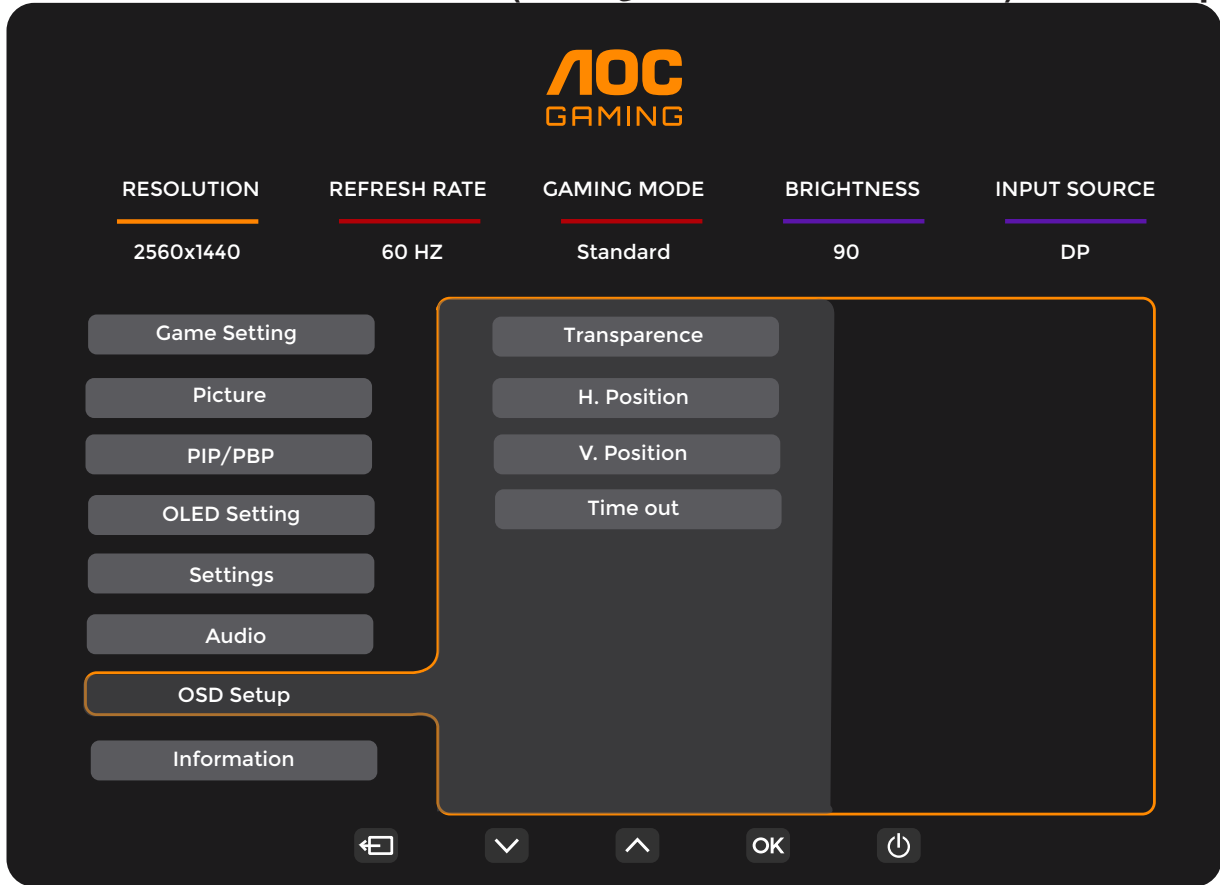 AOC
GAMING
RESOLUTION REFRESH RATE GAMING MODE BRIGHTNESS INPUT SOURCE
2560x1440 60 HZ Standard 90 DP
Game Setting
Picture
PIP/PBP
OLED Setting
Settings
Audio
OSD Setup
Information
Transparence
H. Position
V. Position
Time out
OK